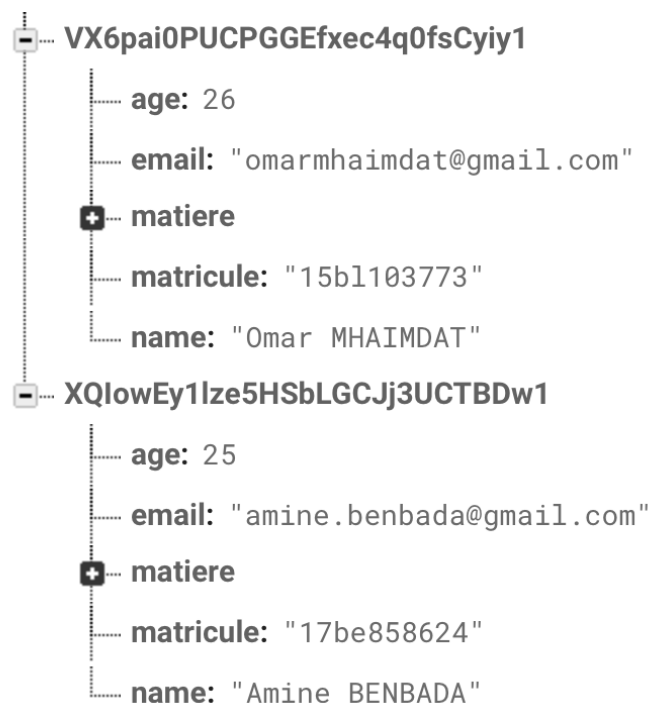 VX6pai0PUCPGGEfxec4q0fsCyiy1
age: 26
email: "omarmhaimdat@gmail.com"
matiere
matricule: "15bl103773"
name: "Omar MHAIMDAT"
XQIowEy1lze5HSbLGCJj3UCTBDw1
age: 25
email: "amine.benbada@gmail.com"
matiere
matricule: "17be858624"
name: "Amine BENBADA"